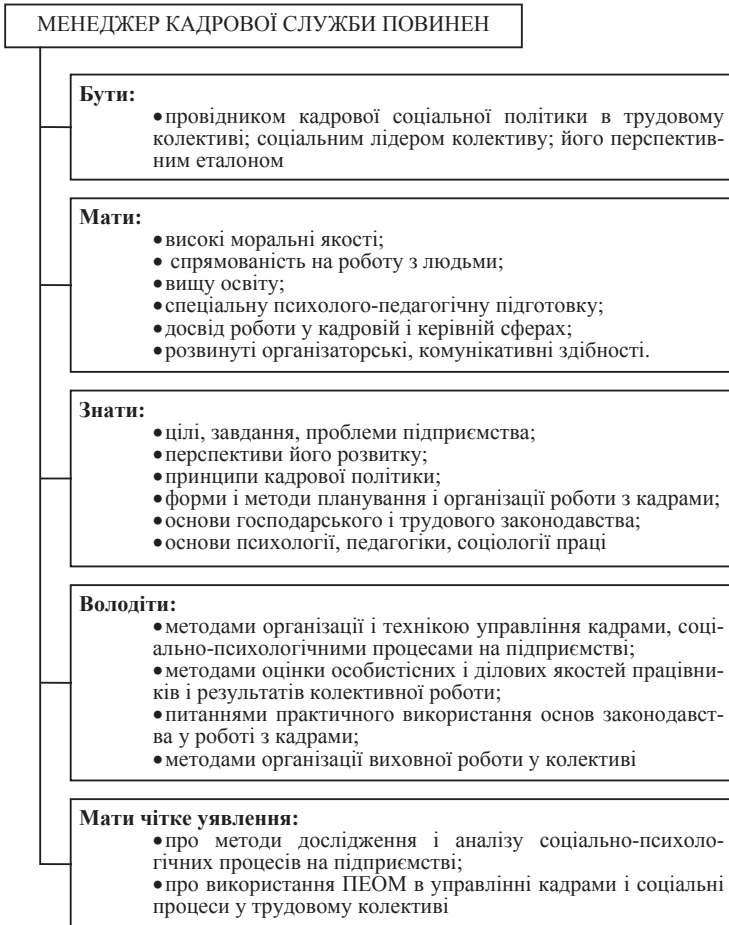 МЕНЕДЖЕР КАДРОВОЇ СЛУЖБИ ПОВИНЕН
Бути:
•провідником кадрової соціальної політики в трудовому
колективі; соціальним лідером колективу; його перспектив-
ним еталоном
Мати:
•високі моральні якості;
• спрямованість на роботу з людьми;
•вищу освіту;
•спеціальну психолого-педагогічну підготовку;
•досвід роботи у кадровій і керівній сферах;
•розвинуті організаторські, комунікативні здібності.
Знати:
•цілі, завдання, проблеми підприємства;
•перспективи його розвитку;
•принципи кадрової політики;
•форми і методи планування і організації роботи з кадрами;
•основи господарського і трудового законодавства;
•основи психології, педагогіки, соціології праці
Володіти:
•методами організації і технікою управління кадрами, соці-
ально-психологічними процесами на підприємстві;
•методами оцінки особистісних і ділових якостей працівни-
ків і результатів колективної роботи;
•питаннями практичного використання основ законодавст-
ва у роботі з кадрами;
•методами організації виховної роботи у колективі
Мати чітке уявлення:
•про методи дослідження і аналізу соціально-психоло-
гічних процесів на підприємстві;
•про використання ПЕОМ в управлінні кадрами і соціальні
процеси у трудовому колективі